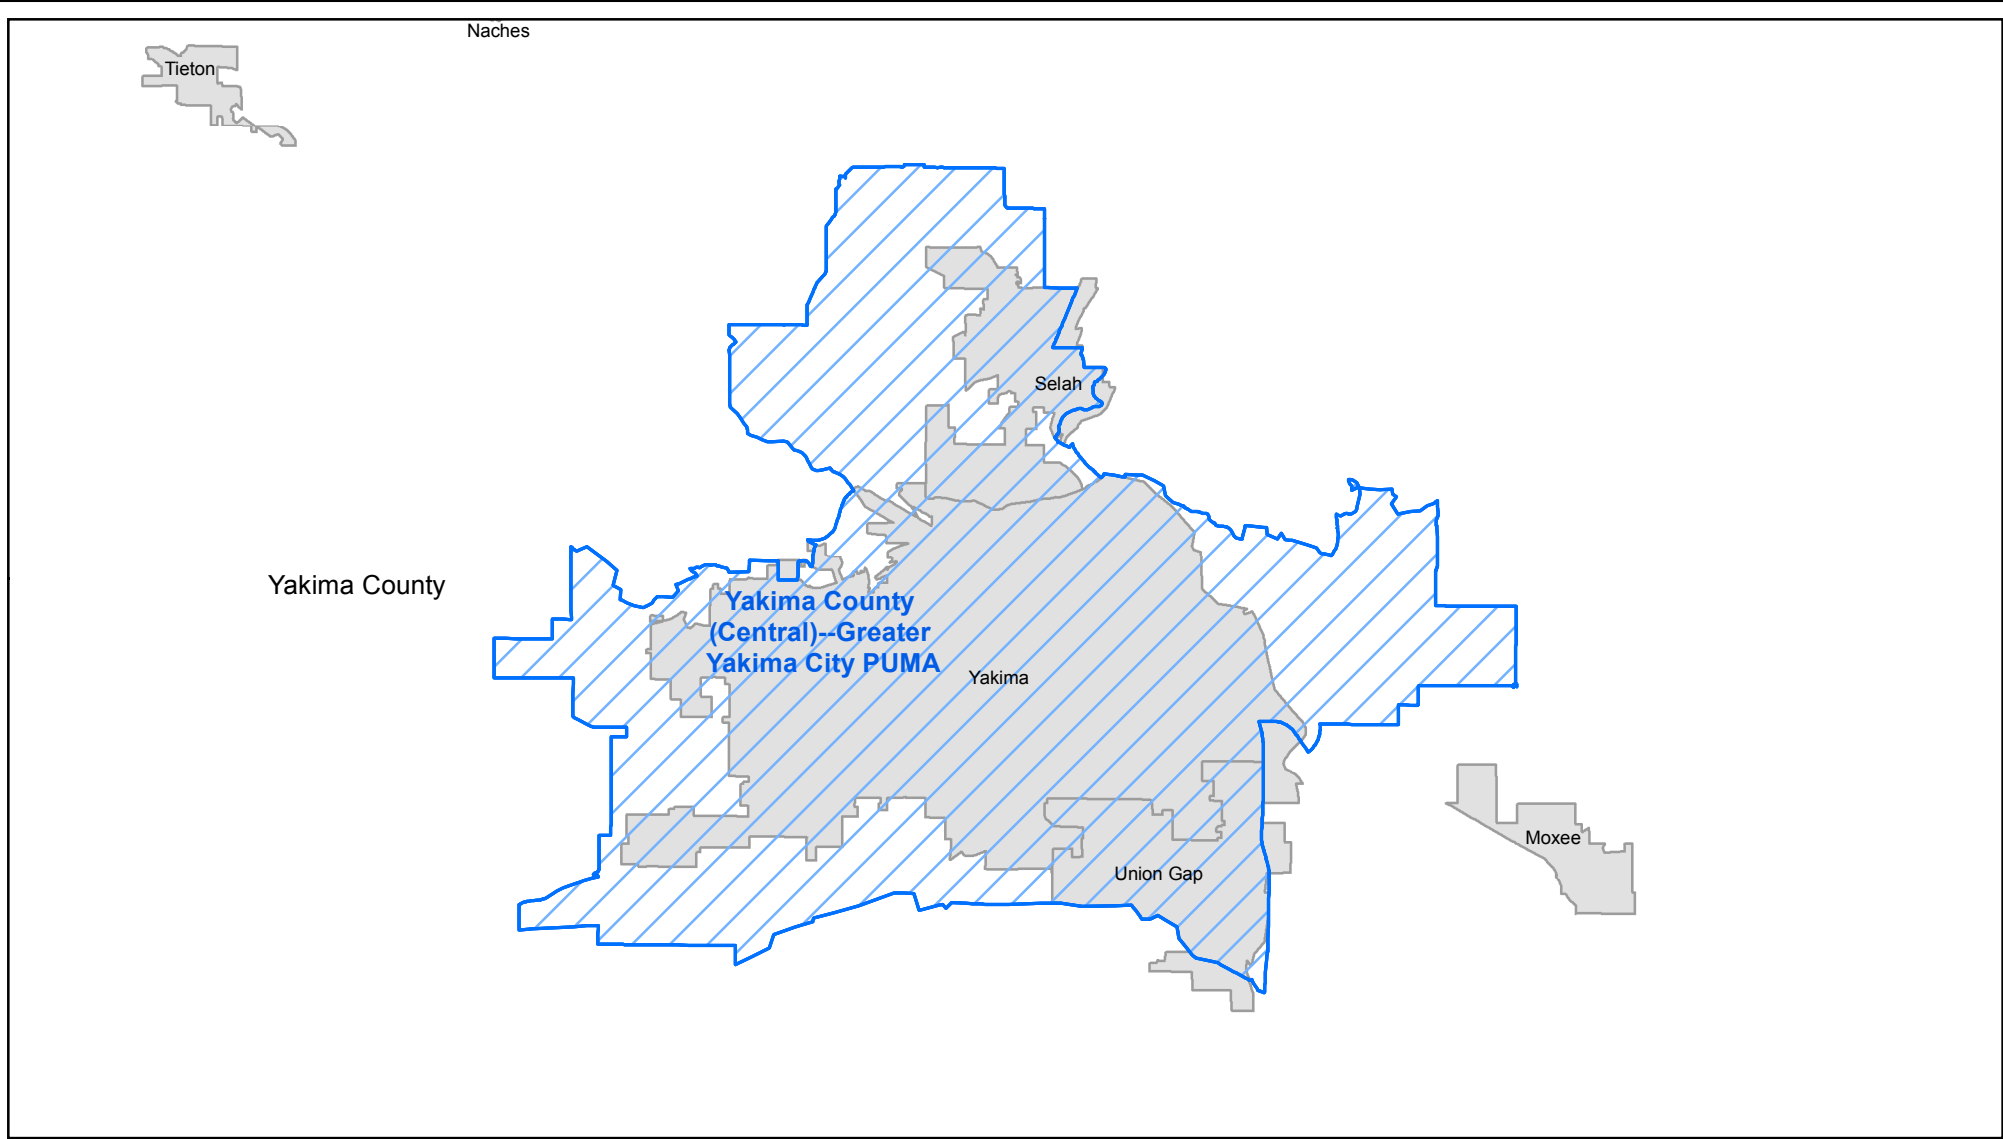 Naches
Tieton
Selah
Yakima County
Yakima County
(Central)--Greater
Yakima City PUMA
Yakima
Moxee
Union Gap